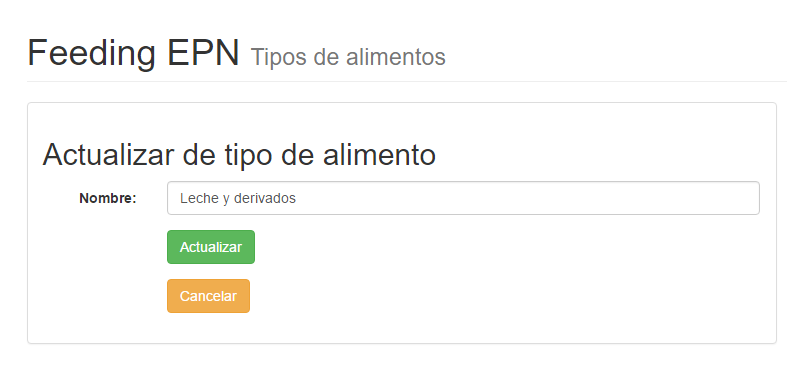 Feeding EPN Tipos de alimentos
Actualizar de tipo de alimento
Nombre: Leche y derivados
Actualizar
Cancelar